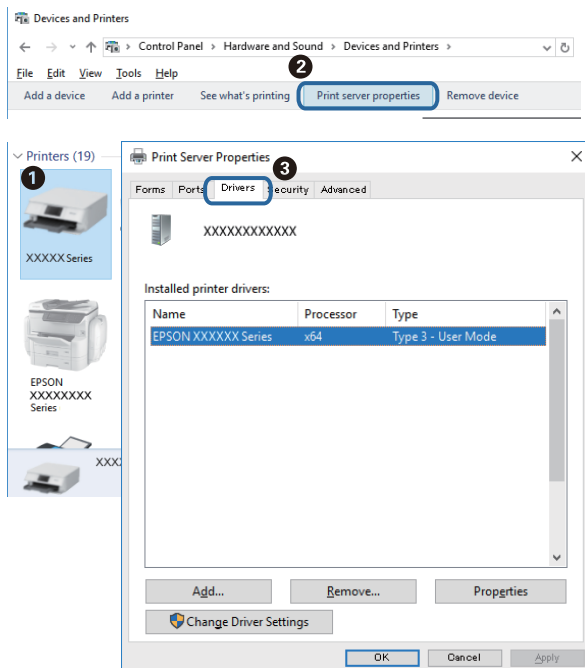 Devices and Printers
Control Panel > Hardware and Sound > Devices and Printers >
2
File Edit View Tools Help
Add a device Add a printer See what's printing Print server properties Remove device
Printers (19)
1
XXXXX Series
EPSON
XXXXXXXX
Series
XXX
Print Server Properties
3
Forms Ports Drivers Security Advanced
XXXXXXXXXXXX
Installed printer drivers:
Name Processor Type
EPSON XXXXXX Series x64 Type 3 - User Mode
Add... Remove... Properties
Change Driver Settings
OK Cancel Apply